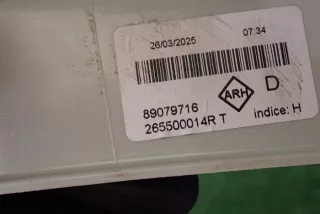 26/03/2025 07:34
ARH D
89079716
265500014R T indice: H